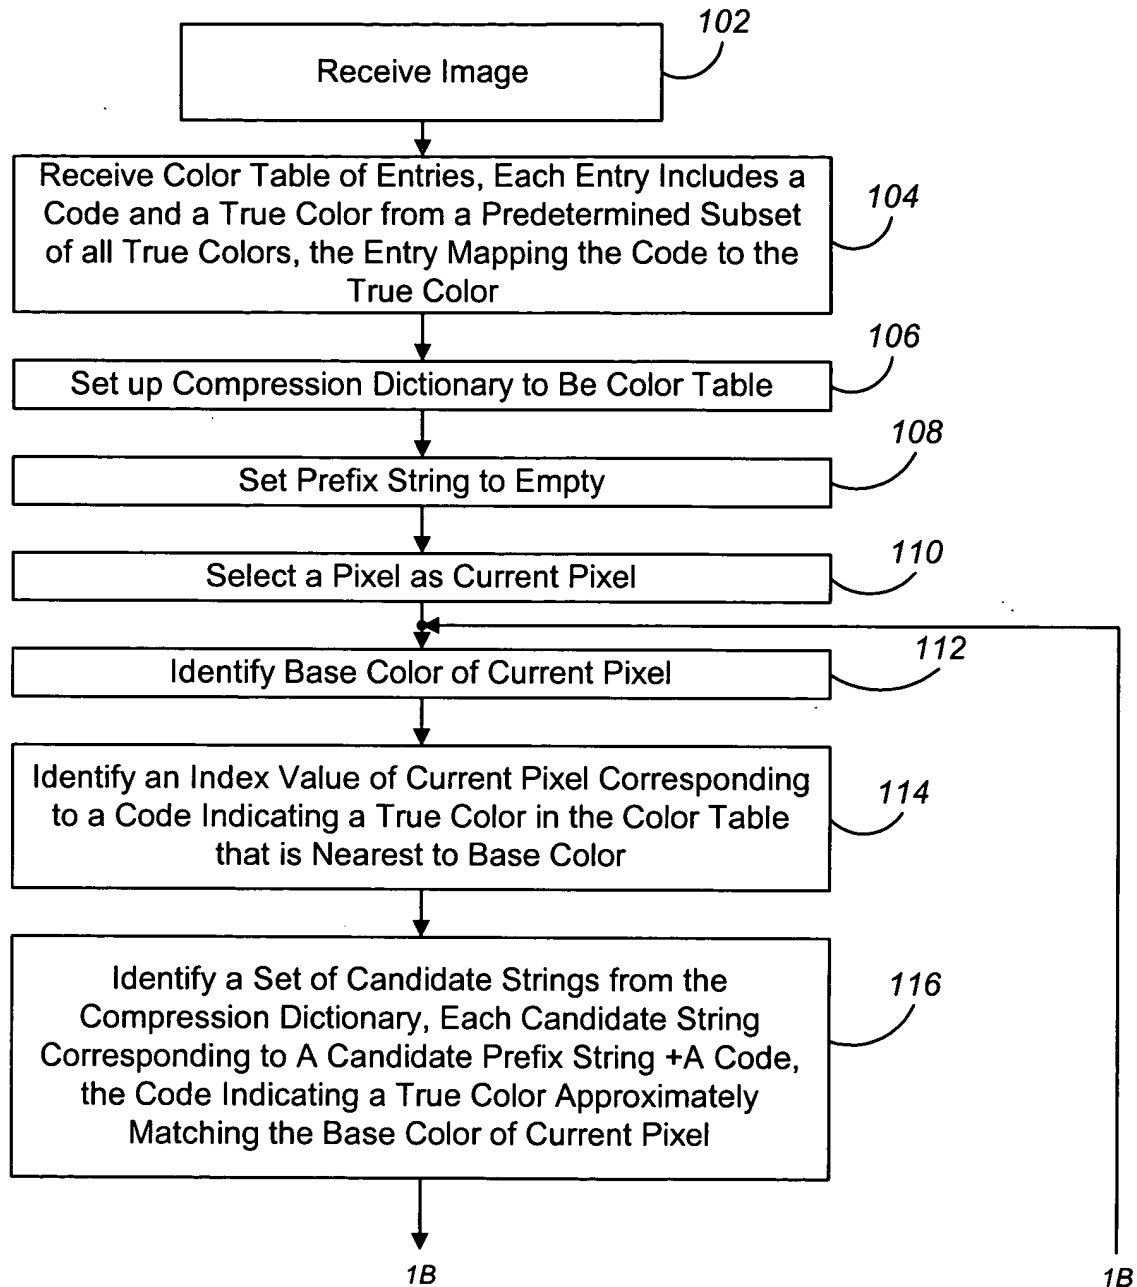 102
Receive Image
Receive Color Table of Entries, Each Entry Includes a
Code and a True Color from a Predetermined Subset
of all True Colors, the Entry Mapping the Code to the
True Color
104
106
Set up Compression Dictionary to Be Color Table
108
Set Prefix String to Empty
110
Select a Pixel as Current Pixel
112
Identify Base Color of Current Pixel
Identify an Index Value of Current Pixel Corresponding
to a Code Indicating a True Color in the Color Table
that is Nearest to Base Color
114
Identify a Set of Candidate Strings from the
Compression Dictionary, Each Candidate String
Corresponding to A Candidate Prefix String +A Code,
the Code Indicating a True Color Approximately
Matching the Base Color of Current Pixel
116
1B
1B